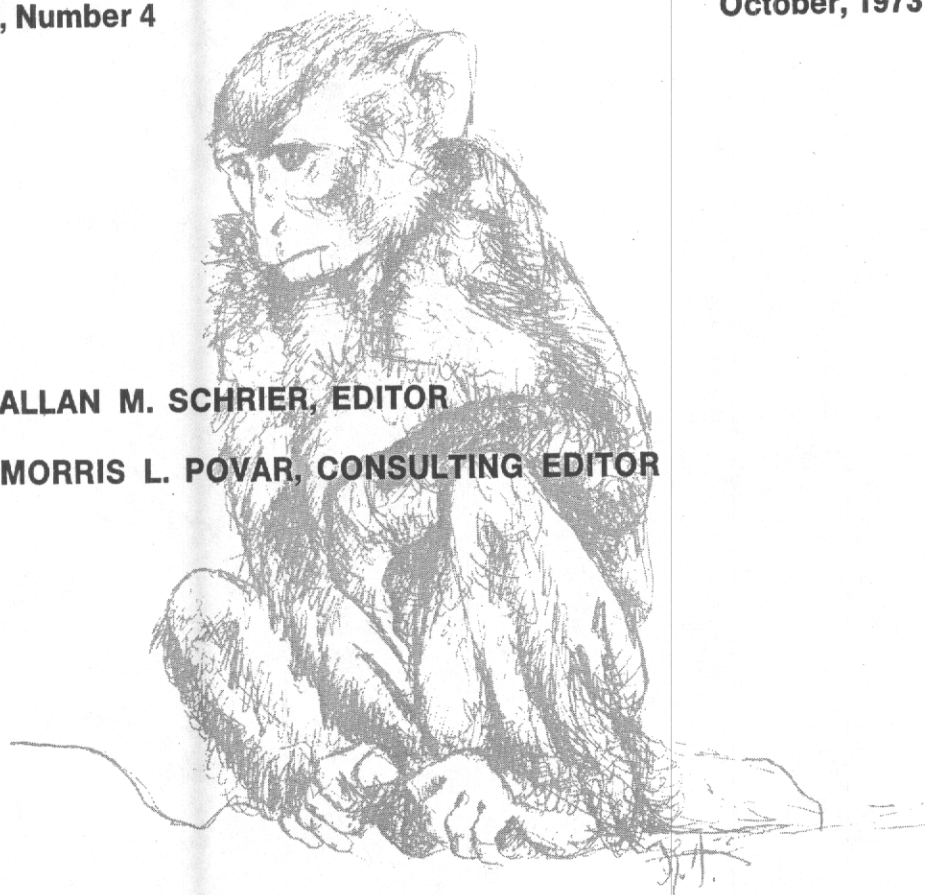 , Number 4
October, 1973
ALLAN M. SCHRIER, EDITOR
MORRIS L. POVAR, CONSULTING EDITOR